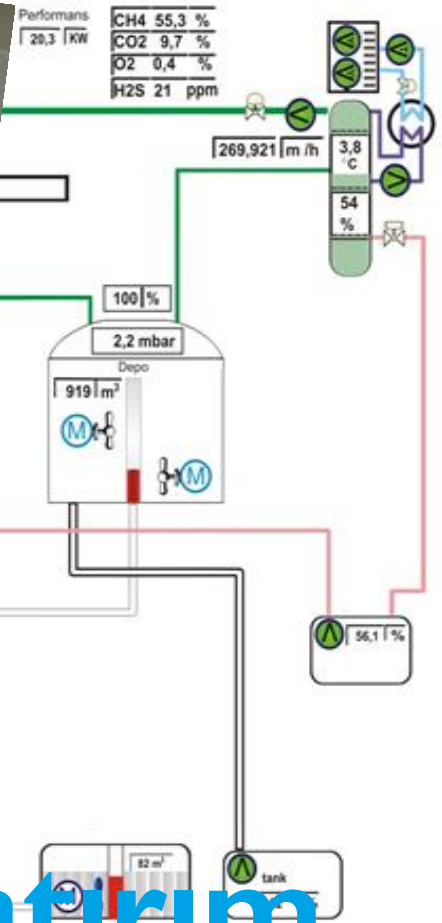 Performans
20,3 KW
CH4 55,3 %
CO2 9,7 %
O2 0,4 %
H2S 21 ppm
269,921 m /h
3,8 °C
54 %
100 %
2,2 mbar
Depo
919 m³
M
M
56,1 %
82 m³
tank